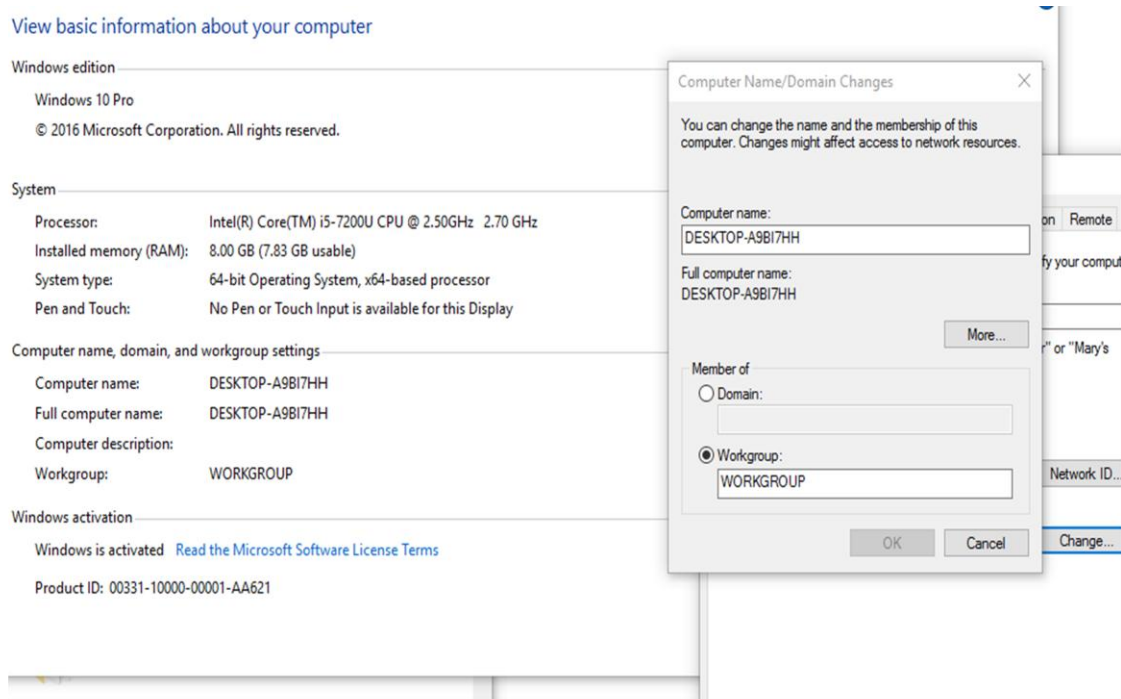 View basic information about your computer
Windows edition
Windows 10 Pro
© 2016 Microsoft Corporation. All rights reserved.
System
Processor: Intel(R) Core(TM) i5-7200U CPU @ 2.50GHz 2.70 GHz
Installed memory (RAM): 8.00 GB (7.83 GB usable)
System type: 64-bit Operating System, x64-based processor
Pen and Touch: No Pen or Touch Input is available for this Display
Computer name, domain, and workgroup settings
Computer name: DESKTOP-A9BI7HH
Full computer name: DESKTOP-A9BI7HH
Computer description:
Workgroup: WORKGROUP
Windows activation
Windows is activated Read the Microsoft Software License Terms
Product ID: 00331-10000-00001-AA621
Computer Name/Domain Changes
You can change the name and the membership of this
computer. Changes might affect access to network resources.
Computer name:
DESKTOP-A9BI7HH
Full computer name:
DESKTOP-A9BI7HH
More...
Member of
Domain:
Workgroup:
WORKGROUP
OK Cancel
on Remote
fy your comput
r" or "Mary's
Network ID...
Change...